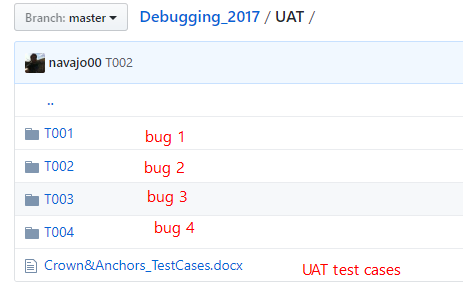 Branch: master Debugging_2017 / UAT /
navajo00 T002
..
T001 bug 1
T002 bug 2
T003 bug 3
T004 bug 4
Crown&Anchors_TestCases.docx UAT test cases